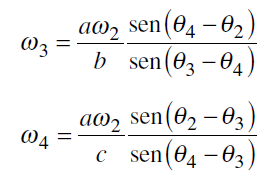 ω₃ = aω₂/b sen(θ₄ − θ₂)/sen(θ₃ − θ₄)
ω₄ = aω₂/c sen(θ₂ − θ₃)/sen(θ₄ − θ₃)